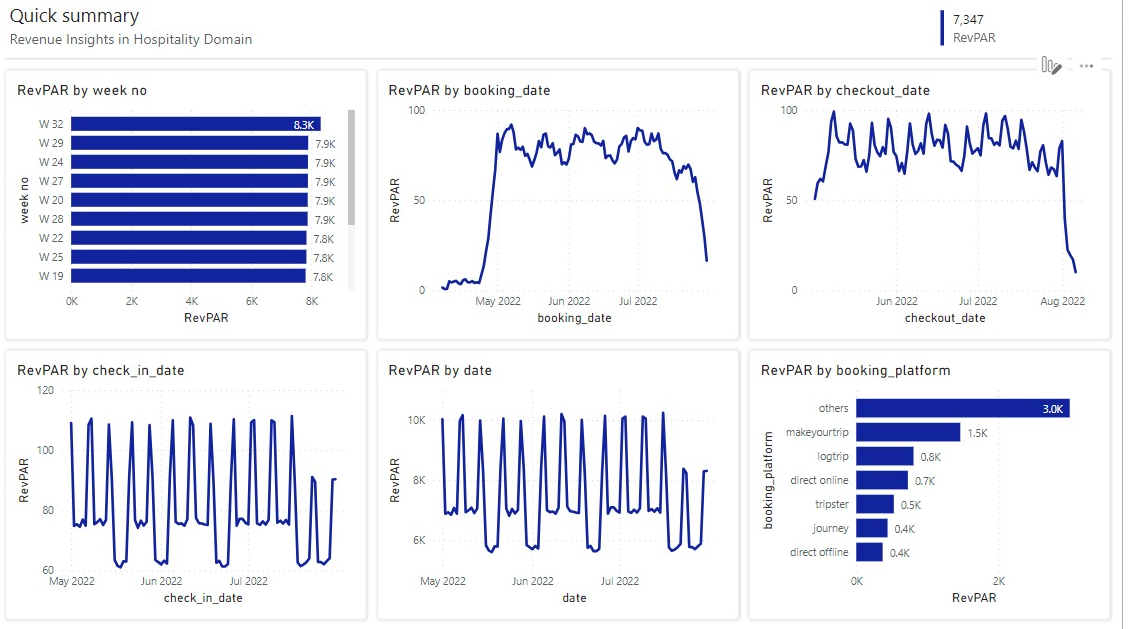 Quick summary
Revenue Insights in Hospitality Domain
7,347
RevPAR
RevPAR by week no
week no
W 32
8.3K
W 29
7.9K
W 24
7.9K
W 27
7.9K
W 20
7.9K
W 28
7.9K
W 22
7.8K
W 25
7.8K
W 19
7.8K
0K 2K 4K 6K 8K
RevPAR
RevPAR by booking_date
RevPAR
100
50
0
May 2022 Jun 2022 Jul 2022
booking_date
RevPAR by checkout_date
RevPAR
100
50
0
Jun 2022 Jul 2022 Aug 2022
checkout_date
RevPAR by check_in_date
RevPAR
120
100
80
60
May 2022 Jun 2022 Jul 2022
check_in_date
RevPAR by date
RevPAR
10K
8K
6K
May 2022 Jun 2022 Jul 2022
date
RevPAR by booking_platform
booking_platform
others 3.0K
makeyourtrip 1.5K
logtrip 0.8K
direct online 0.7K
tripster 0.5K
journey 0.4K
direct offline 0.4K
0K 2K
RevPAR